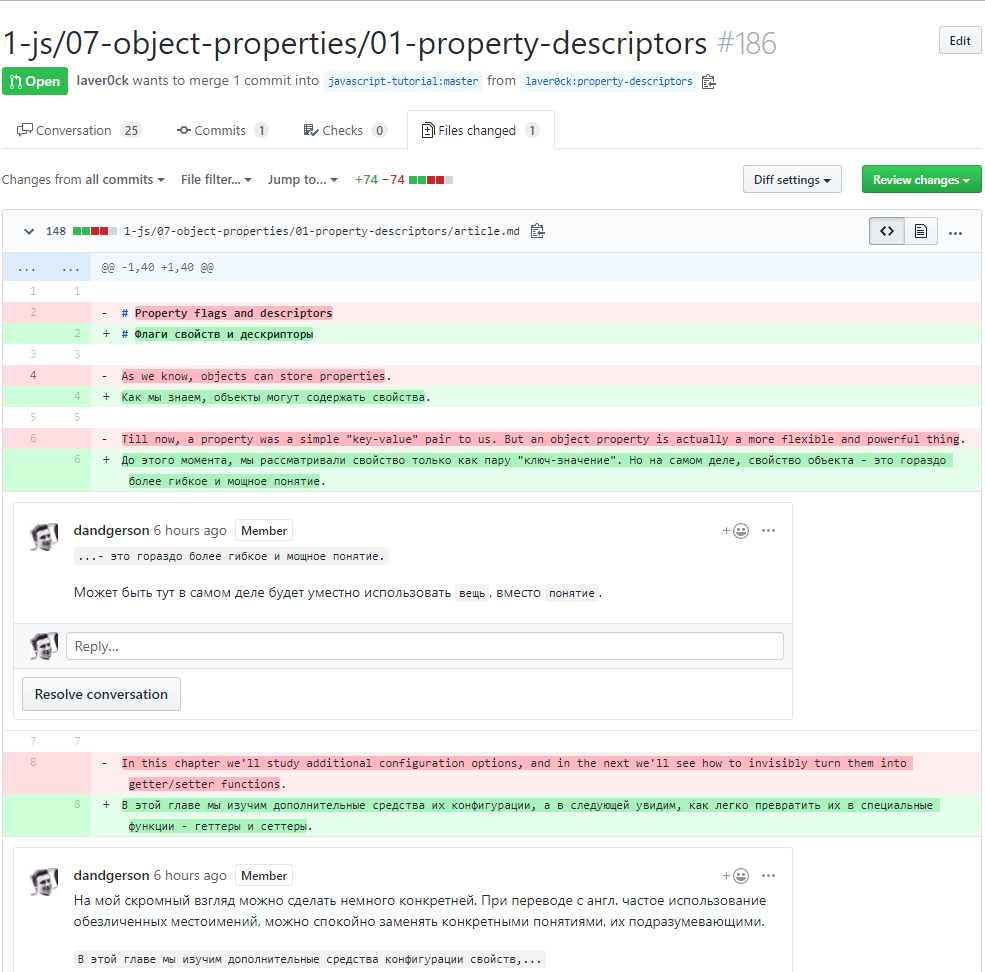 1-js/07-object-properties/01-property-descriptors #186
Edit
Open laver0ck wants to merge 1 commit into javascript-tutorial:master from laver0ck:property-descriptors
Conversation 25 Commits 1 Checks 0 Files changed 1
Changes from all commits File filter... Jump to... +74 −74 Diff settings Review changes
148 1-js/07-object-properties/01-property-descriptors/article.md ...
... ... @@ -1,40 +1,40 @@
1 1
2 - # Property flags and descriptors
2 + # Флаги свойств и дескрипторы
3 3
4 - As we know, objects can store properties.
4 + Как мы знаем, объекты могут содержать свойства.
5 5
6 - Till now, a property was a simple "key-value" pair to us. But an object property is actually a more flexible and powerful thing.
6 + До этого момента, мы рассматривали свойство только как пару "ключ-значение". Но на самом деле, свойство объекта - это гораздо
более гибкое и мощное понятие.
dandgerson 6 hours ago Member
...- это гораздо более гибкое и мощное понятие.
Может быть тут в самом деле будет уместно использовать вещь, вместо понятие.
Reply...
Resolve conversation
7 7
8 - In this chapter we'll study additional configuration options, and in the next we'll see how to invisibly turn them into
getter/setter functions.
8 + В этой главе мы изучим дополнительные средства их конфигурации, а в следующей увидим, как легко превратить их в специальные
функции - геттеры и сеттеры.
dandgerson 6 hours ago Member
На мой скромный взгляд можно сделать немного конкретней. При переводе с англ. частое использование
обезличенных местоимений, можно спокойно заменять конкретными понятиями, их подразумевающими.
В этой главе мы изучим дополнительные средства конфигурации свойств,...